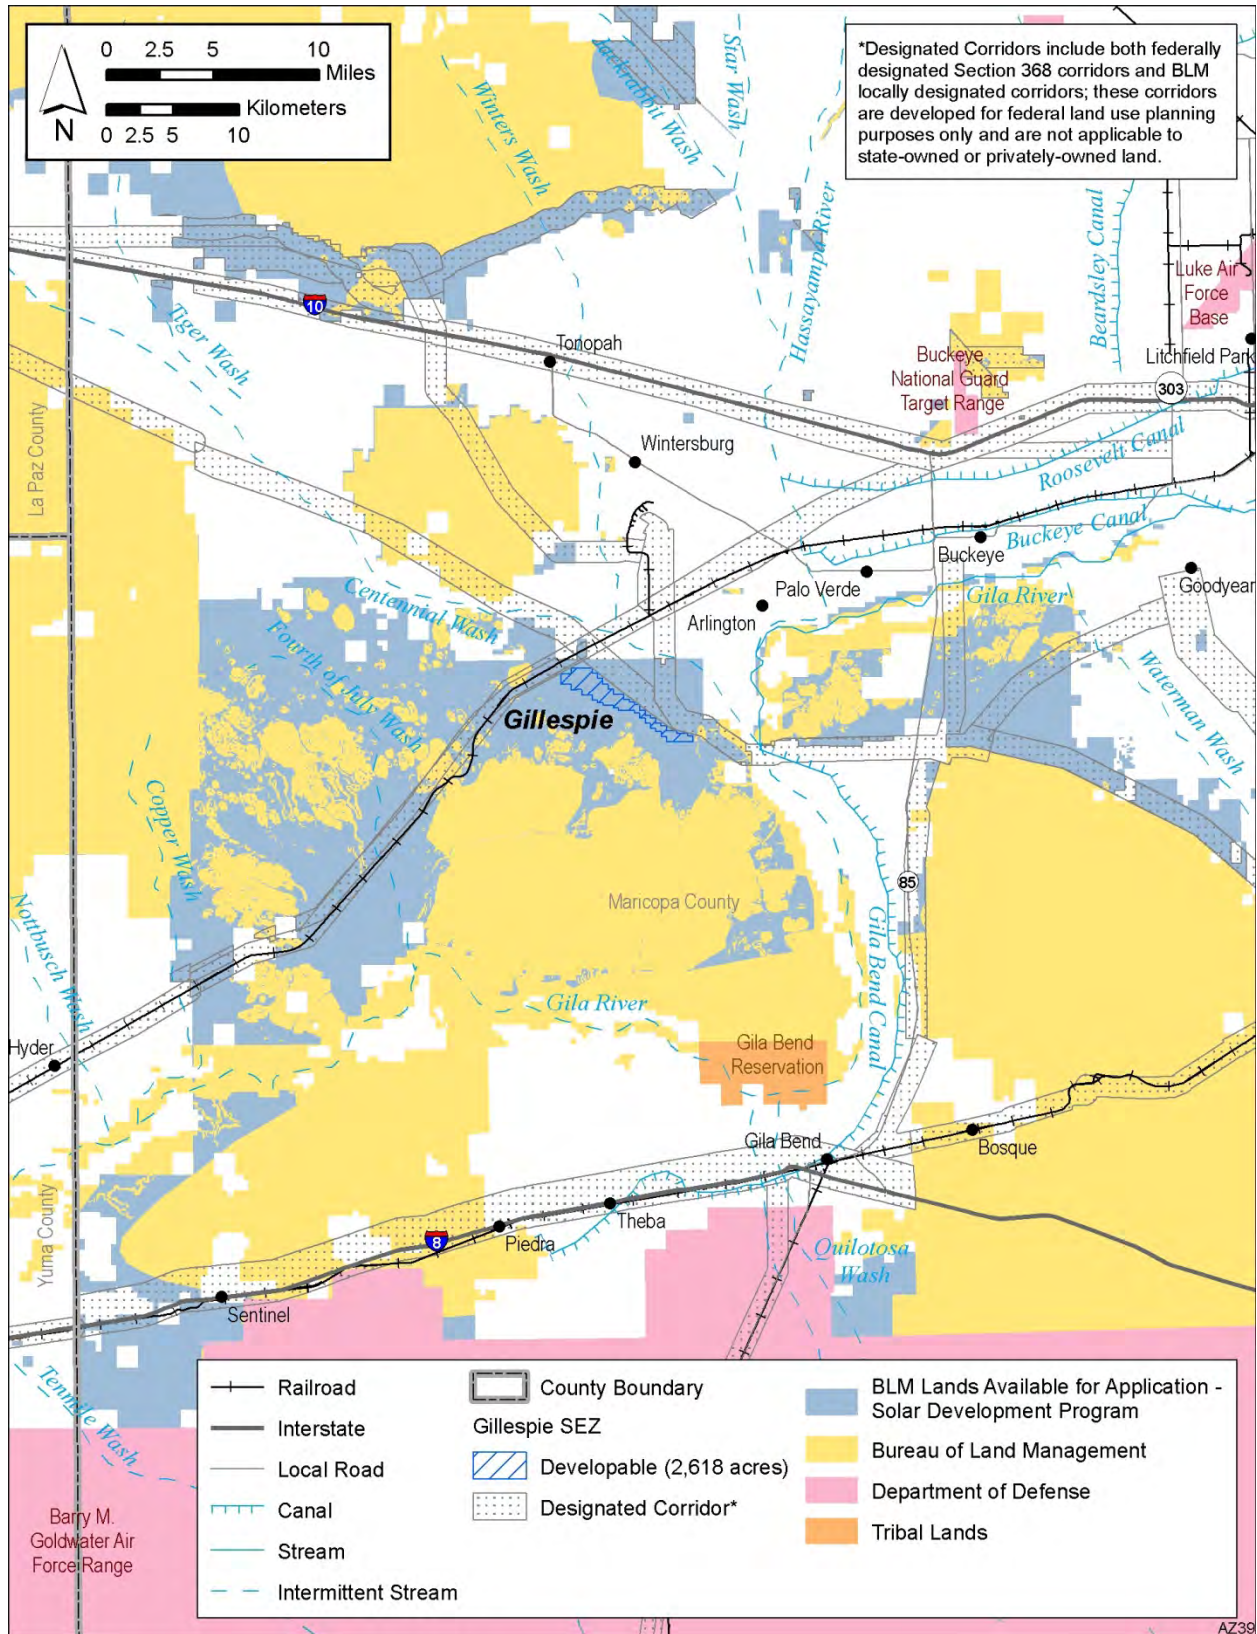 0 2.5 5 10
Miles
Kilometers
0 2.5 5 10
N
*Designated Corridors include both federally
designated Section 368 corridors and BLM
locally designated corridors; these corridors
are developed for federal land use planning
purposes only and are not applicable to
state-owned or privately-owned land.
Jackrabbit Wash
Star Wash
Winters Wash
Hassayampa River
Beardsley Canal
Luke Air
Force
Base
10
Tiger Wash
Tonopah
Buckeye
National Guard
Target Range
Litchfield Park
303
La Paz County
Wintersburg
Roosevelt Canal
Buckeye Canal
Buckeye
Palo Verde
Goodyear
Gila River
Arlington
Centennial Wash
Fourth of July Wash
Waterman Wash
Gillespie
Copper Wash
85
Maricopa County
Nottbusch Wash
Gila Bend Canal
Gila River
Hyder
Gila Bend
Reservation
Gila Bend
Bosque
Yuma County
Theba
Piedra
8
Quilotosa
Wash
Sentinel
Tenmile Wash
Barry M.
Goldwater Air
Force Range
Railroad
Interstate
Local Road
Canal
Stream
Intermittent Stream
County Boundary
Gillespie SEZ
Developable (2,618 acres)
Designated Corridor*
BLM Lands Available for Application -
Solar Development Program
Bureau of Land Management
Department of Defense
Tribal Lands
AZ39